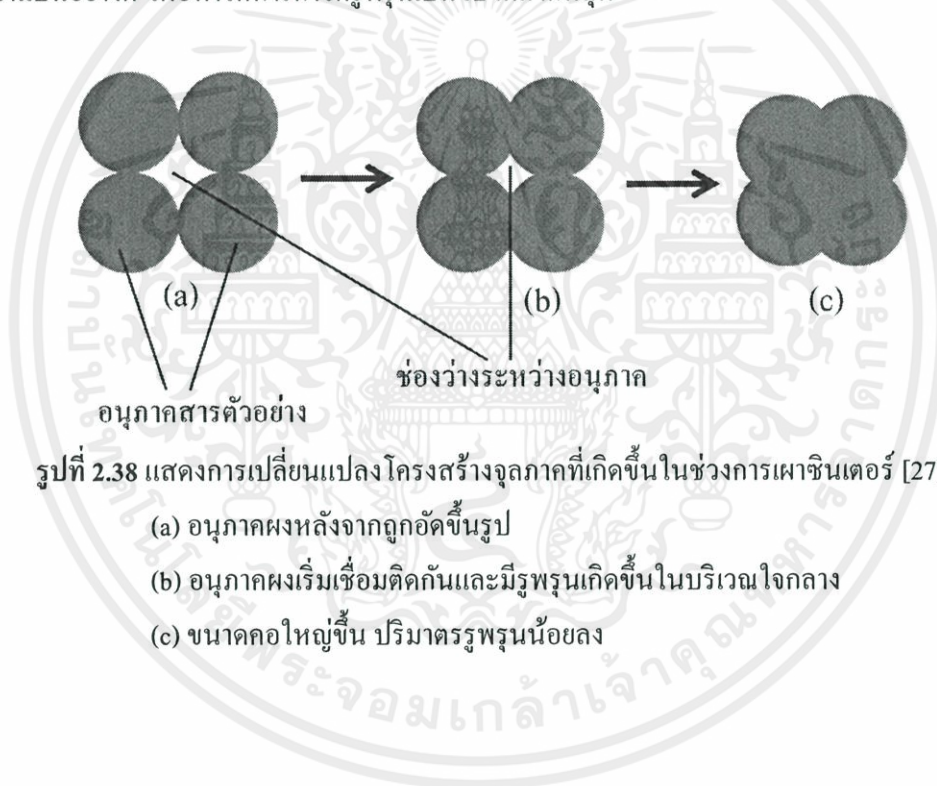 (a)
(b)
(c)
ช่องว่างระหว่างอนุภาค
อนุภาคสารตัวอย่าง
รูปที่ 2.38 แสดงการเปลี่ยนแปลงโครงสร้างจุลภาคที่เกิดขึ้นในช่วงการเผาซินเตอร์ [27
(a) อนุภาคผงหลังจากถูกอัดขึ้นรูป
(b) อนุภาคผงเริ่มเชื่อมติดกันและมีรูพรุนเกิดขึ้นในบริเวณใจกลาง
(c) ขนาดคอใหญ่ขึ้น ปริมาตรรูพรุนน้อยลง